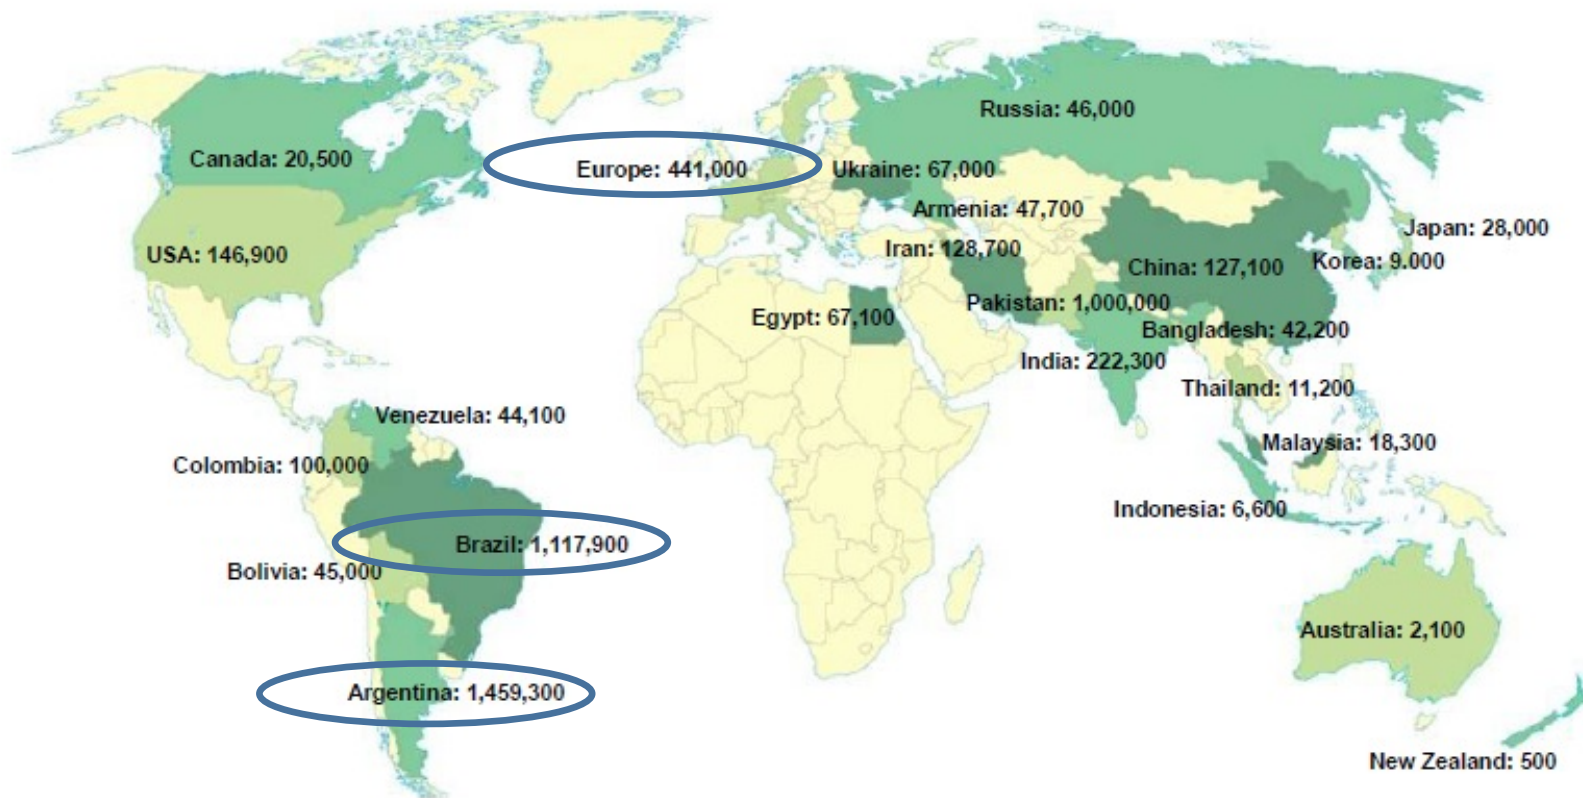 Russia: 46,000
Canada: 20,500
Europe: 441,000
Ukraine: 67,000
Armenia: 47,700
Japan: 28,000
USA: 146,900
Iran: 128,700
China: 127,100
Korea: 9.000
Pakistan: 1,000,000
Egypt: 67,100
Bangladesh: 42,200
India: 222,300
Thailand: 11,200
Venezuela: 44,100
Malaysia: 18,300
Colombia: 100,000
Indonesia: 6,600
Brazil: 1,117,900
Bolivia: 45,000
Australia: 2,100
Argentina: 1,459,300
New Zealand: 500